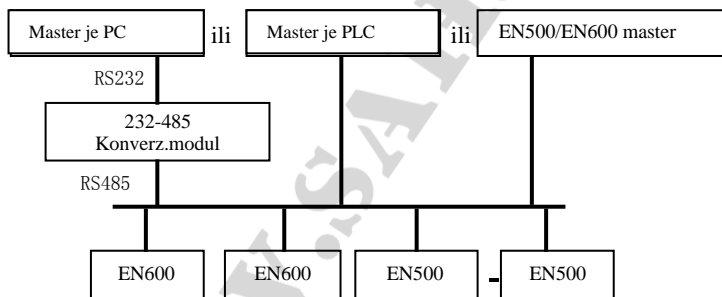 Master je PC ili Master je PLC ili EN500/EN600 master
RS232
232-485
Konverz.modul
RS485
EN600 EN600 EN500 - EN500